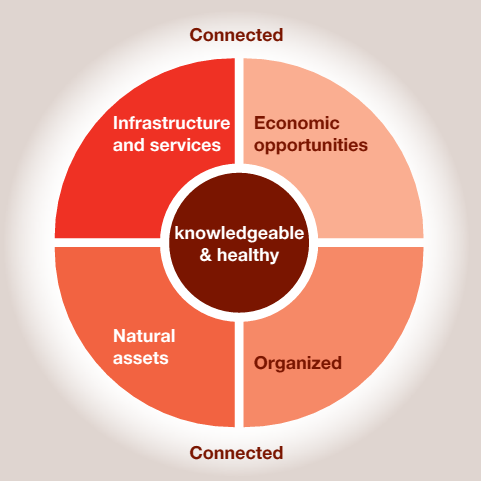 Connected
Infrastructure
and services
Economic
opportunities
knowledgeable
& healthy
Natural
assets
Organized
Connected